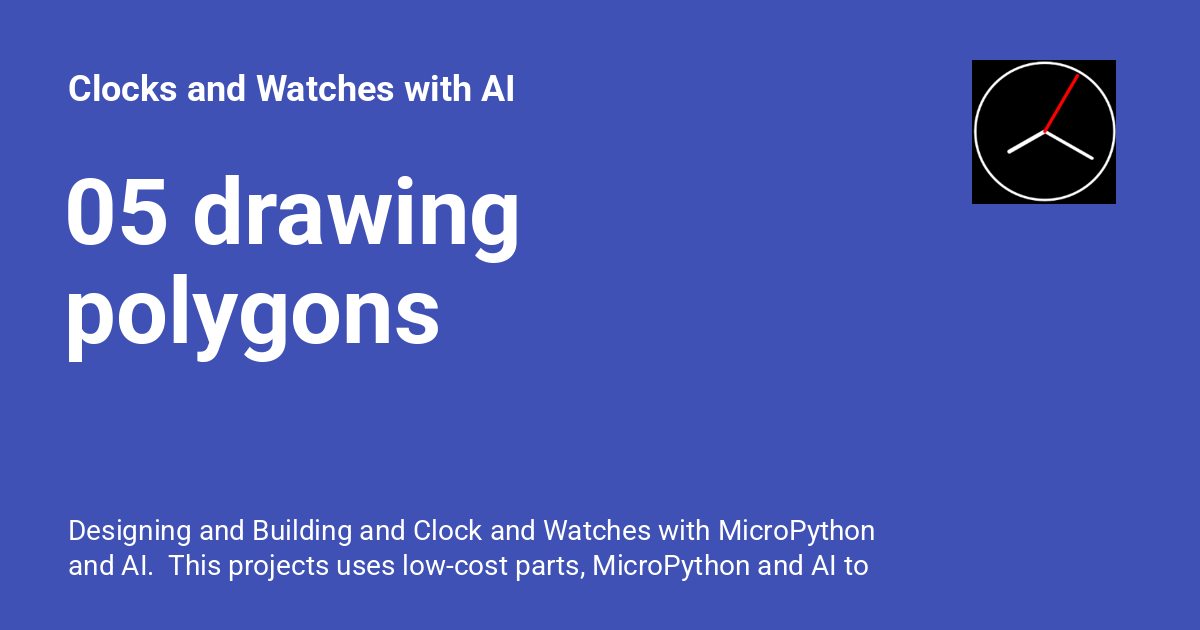 Clocks and Watches with AI
05 drawing
polygons
Designing and Building and Clock and Watches with MicroPython
and AI.  This projects uses low-cost parts, MicroPython and AI to